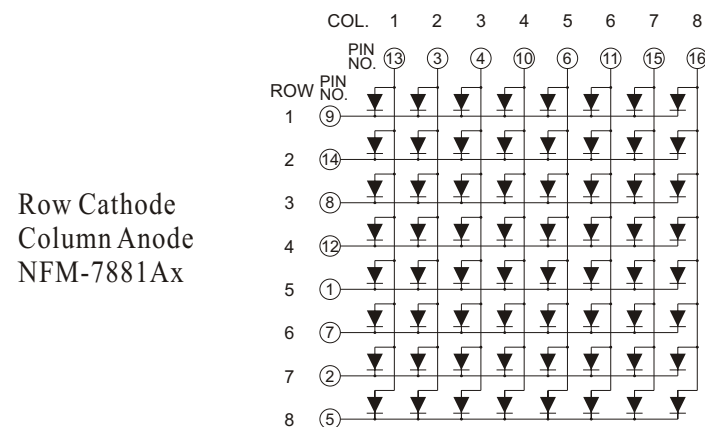 COL. 1 2 3 4 5 6 7 8
PIN
NO. 13 3 4 10 6 11 15 16
ROW PIN
NO.
1 9
2 14
3 8
4 12
5 1
6 7
7 2
8 5
Row Cathode
Column Anode
NFM-7881Ax